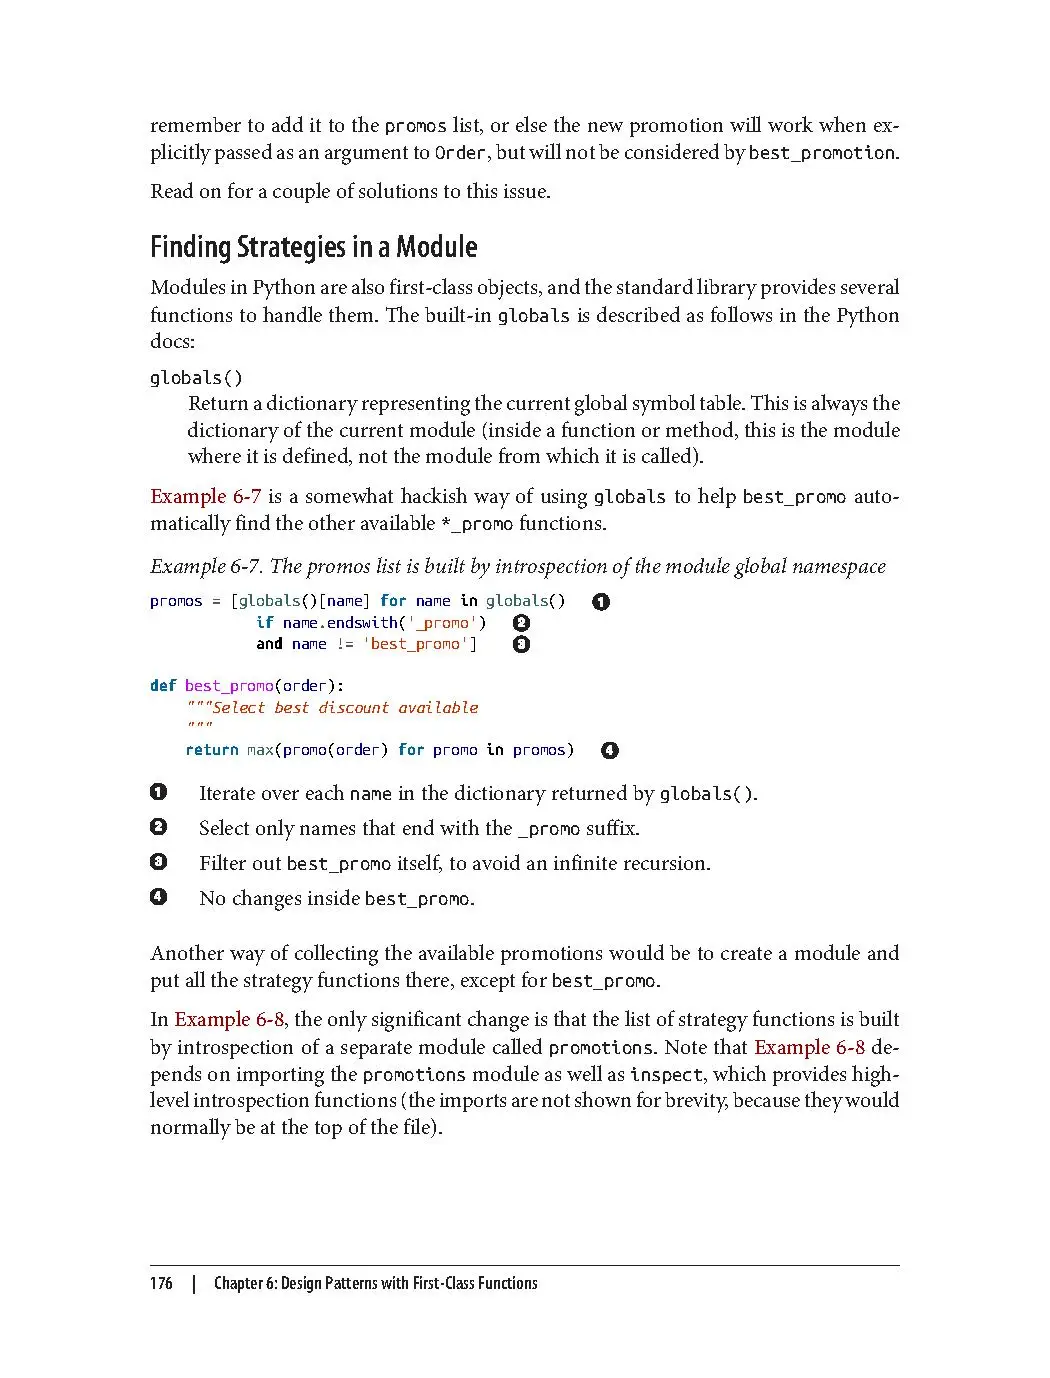 remember to add it to the promos list, or else the new promotion will work when ex-
plicitly passed as an argument to Order, but will not be considered by best_promotion.
Read on for a couple of solutions to this issue.
Finding Strategies in a Module
Modules in Python are also first-class objects, and the standard library provides several
functions to handle them. The built-in globals is described as follows in the Python
docs:
globals()
Return a dictionary representing the current global symbol table. This is always the
dictionary of the current module (inside a function or method, this is the module
where it is defined, not the module from which it is called).
Example 6-7 is a somewhat hackish way of using globals to help best_promo auto-
matically find the other available *_promo functions.
Example 6-7. The promos list is built by introspection of the module global namespace
promos = [globals()[name] for name in globals() ❶
if name.endswith('_promo') ❷
and name != 'best_promo'] ❸
def best_promo(order):
"""Select best discount available
"""
return max(promo(order) for promo in promos) ❹
❶ Iterate over each name in the dictionary returned by globals().
❷ Select only names that end with the _promo suffix.
❸ Filter out best_promo itself, to avoid an infinite recursion.
❹ No changes inside best_promo.
Another way of collecting the available promotions would be to create a module and
put all the strategy functions there, except for best_promo.
In Example 6-8, the only significant change is that the list of strategy functions is built
by introspection of a separate module called promotions. Note that Example 6-8 de-
pends on importing the promotions module as well as inspect, which provides high-
level introspection functions (the imports are not shown for brevity, because they would
normally be at the top of the file).
176 | Chapter 6: Design Patterns with First-Class Functions